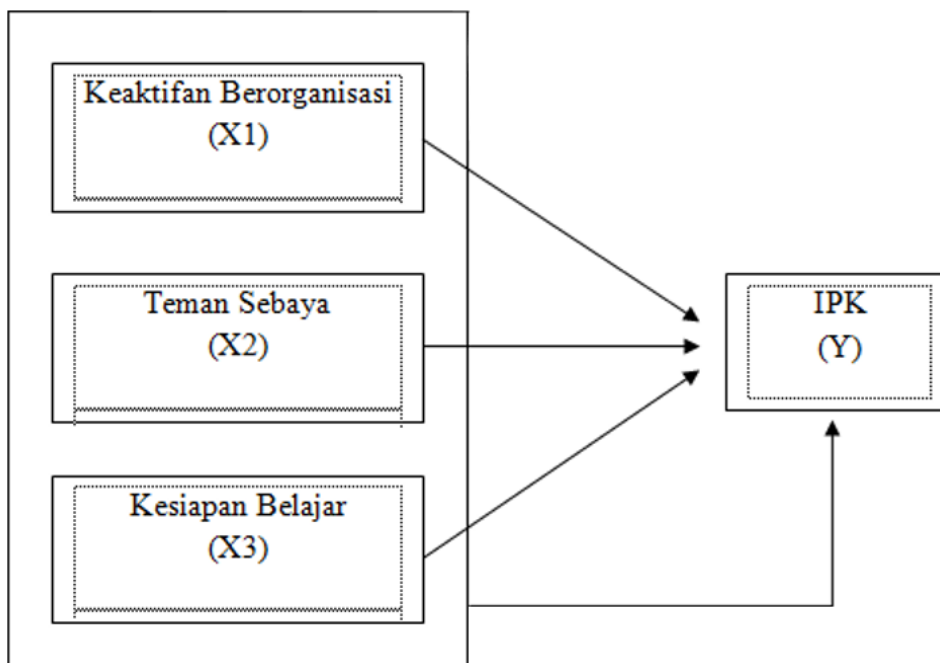 Keaktifan Berorganisasi
(X1)
Teman Sebaya
(X2)
Kesiapan Belajar
(X3)
IPK
(Y)